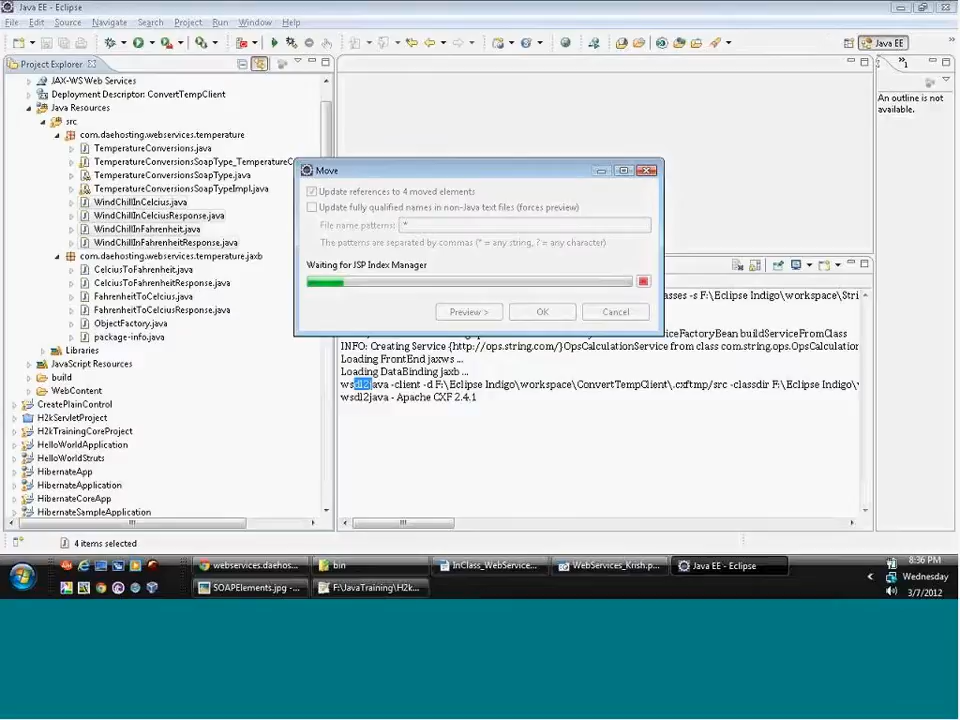 Java EE - Eclipse
File Edit Source Navigate Search Project Run Window Help
Java EE
Project Explorer
JAX-WS Web Services
Deployment Descriptor: ConvertTempClient
Java Resources
src
com.daehosting.webservices.temperature
TemperatureConversions.java
TemperatureConversionsSoapType_TemperatureC
TemperatureConversionsSoapType.java
TemperatureConversionsSoapTypeImpl.java
WindChillInCelcius.java
WindChillInCelciusResponse.java
WindChillInFahrenheit.java
WindChillInFahrenheitResponse.java
com.daehosting.webservices.temperature.jaxb
CelciusToFahrenheit.java
CelciusToFahrenheitResponse.java
FahrenheitToCelcius.java
FahrenheitToCelciusResponse.java
ObjectFactory.java
package-info.java
Libraries
JavaScript Resources
build
WebContent
CreatePlainControl
H2kServletProject
H2kTrainingCoreProject
HelloWorldApplication
HelloWorldStruts
HibernateApp
HibernateApplication
HibernateCoreApp
HibernateSampleApplication
An outline is not
available.
Move
Update references to 4 moved elements
Update fully qualified names in non-Java text files (forces preview)
File name patterns: *
The patterns are separated by commas (* = any string, ? = any character)
Waiting for JSP Index Manager
Preview > OK Cancel
asses -s F:\Eclipse Indigo\workspace\Stri
viceFactoryBean buildServiceFromClass
INFO: Creating Service {http://ops.string.com/}OpsCalculationService from class com.string.ops.OpsCalculation
Loading FrontEnd jaxws ...
Loading DataBinding jaxb ...
wsdl2java -client -d F:\Eclipse Indigo\workspace\ConvertTempClient\.cxftmp/src -classdir F:\Eclipse Indigo\
wsdl2java - Apache CXF 2.4.1
4 items selected
webservices.daehos... bin InClass_WebService... WebServices_Krish.p... Java EE - Eclipse
SOAPElements.jpg - ... F:\JavaTraining\H2k...
8:36 PM
Wednesday
3/7/2012